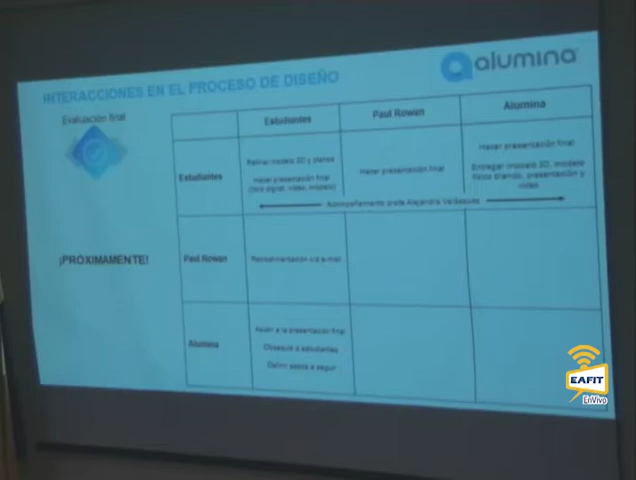 alumina
INTERACCIONES EN EL PROCESO DE DISEÑO
Evaluación final
Estudiantes
Paul Rowan
Alumina
Estudiantes
Refinar modelo 3D y planos
Hacer presentación final
Hacer presentación final
Hacer presentación final
Entregar modelo 3D, modelo
físico blando, presentación y
video
Acompañamiento profe Alejandra Velásquez
¡PRÓXIMAMENTE!
Paul Rowan
Retroalimentación vía e-mail
Alumina
Asistir a la presentación final
Obsequio a estudiantes
Definir pasos a seguir
EAFIT
EnVivo